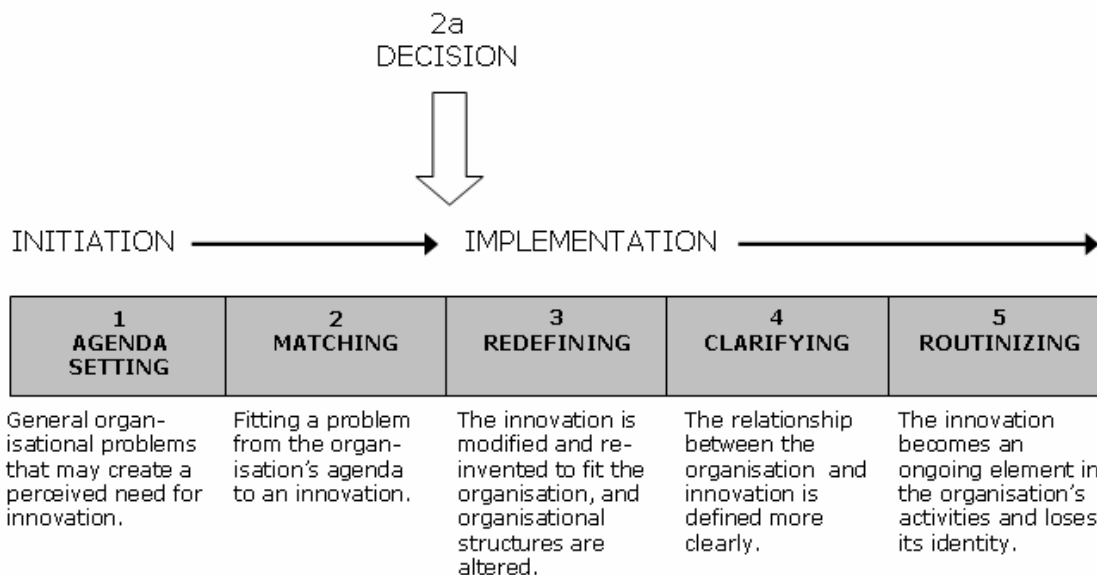 2a
DECISION
INITIATION
IMPLEMENTATION
1
AGENDA
SETTING
2
MATCHING
3
REDEFINING
4
CLARIFYING
5
ROUTINIZING
General organ-
isational problems
that may create a
perceived need for
innovation.
Fitting a problem
from the organ-
isation's agenda
to an innovation.
The innovation is
modified and re-
invented to fit the
organisation, and
organisational
structures are
altered.
The relationship
between the
organisation and
innovation is
defined more
clearly.
The innovation
becomes an
ongoing element in
the organisation's
activities and loses
its identity.